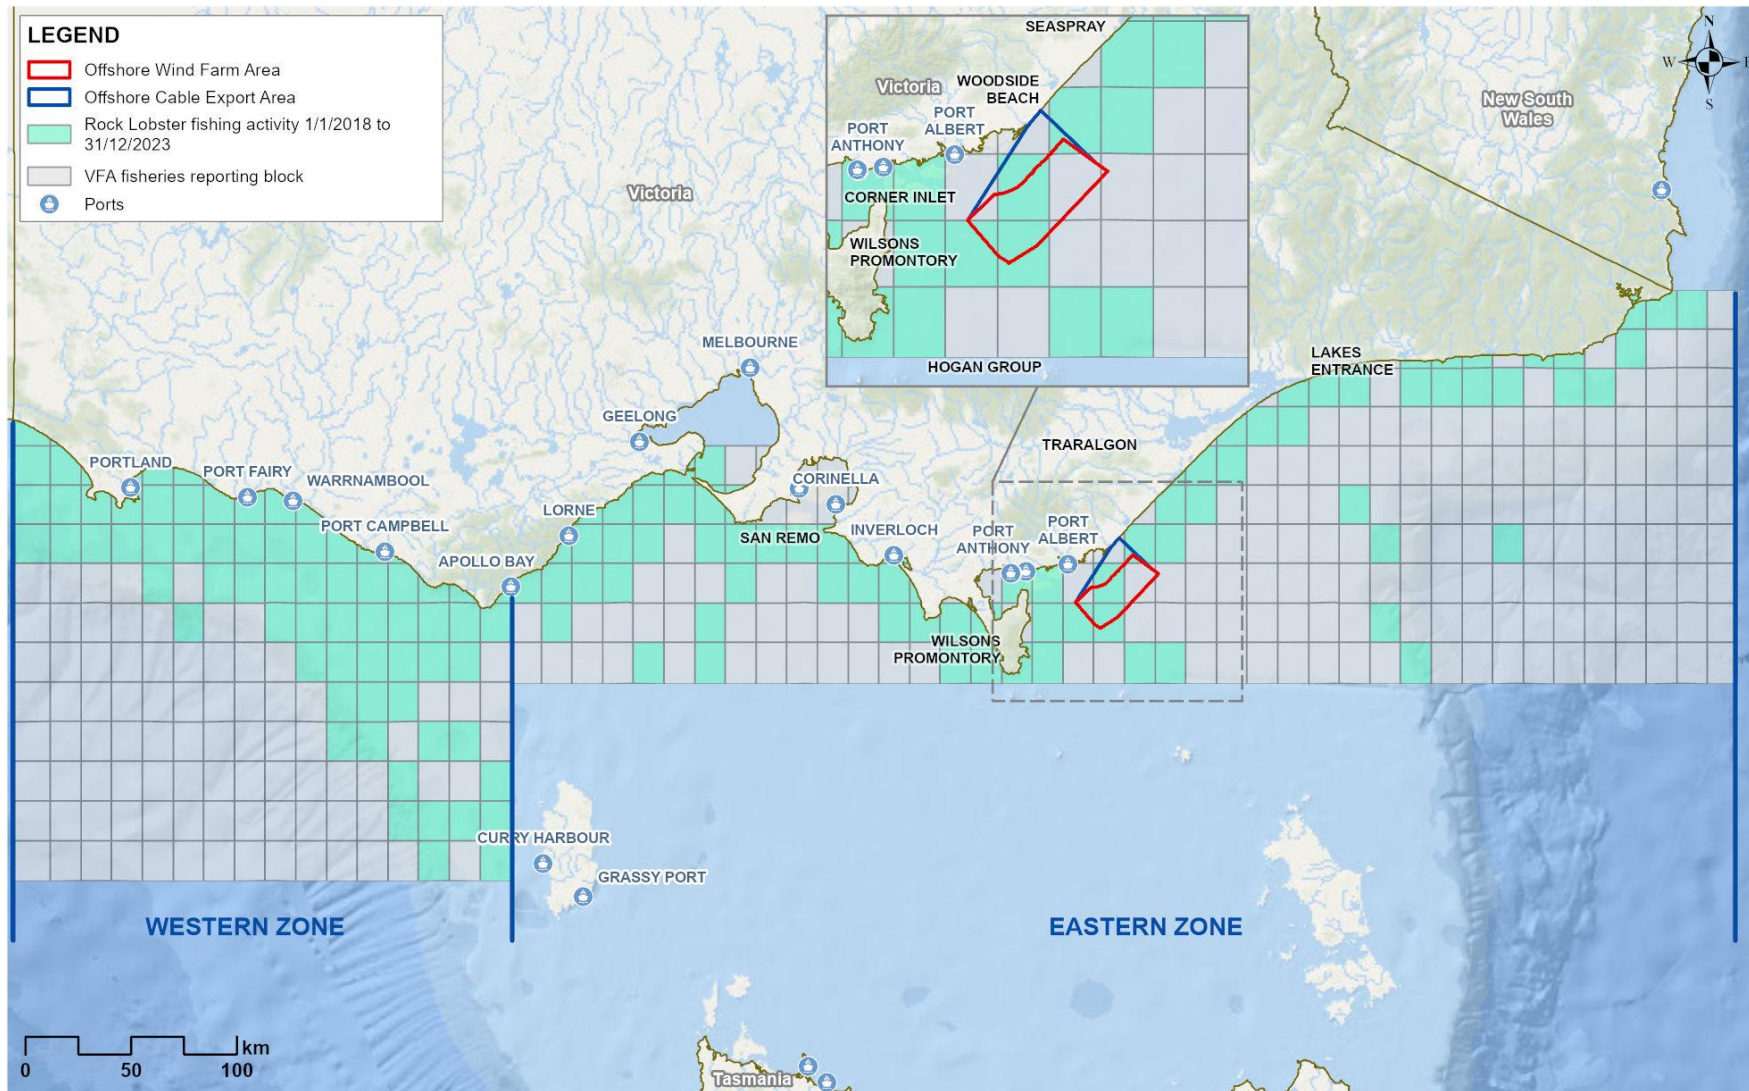 LEGEND
Offshore Wind Farm Area
Offshore Cable Export Area
Rock Lobster fishing activity 1/1/2018 to
31/12/2023
VFA fisheries reporting block
Ports
SEASPRAY
WOODSIDE
BEACH
Victoria
PORT
ALBERT
PORT
ANTHONY
CORNER INLET
WILSONS
PROMONTORY
HOGAN GROUP
N
W
E
S
New South
Wales
Victoria
MELBOURNE
GEELONG
LAKES
ENTRANCE
TRARALGON
PORTLAND
PORT FAIRY
WARRNAMBOOL
PORT CAMPBELL
APOLLO BAY
LORNE
CORINELLA
SAN REMO
INVERLOCH
PORT
ANTHONY
PORT
ALBERT
WILSONS
PROMONTORY
CURRY HARBOUR
GRASSY PORT
WESTERN ZONE
EASTERN ZONE
Tasmania
km
0
50
100